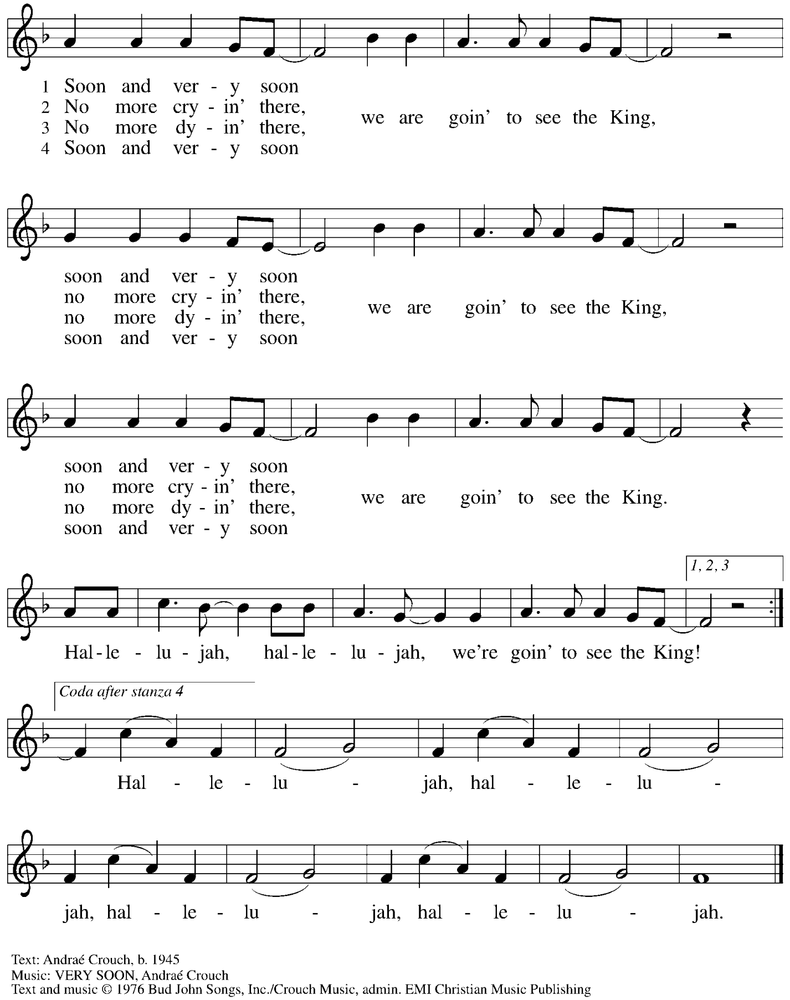 1 Soon and ver - y soon
2 No more cry - in' there,
we are goin' to see the King,
3 No more dy - in' there,
4 Soon and ver - y soon
soon and ver - y soon
no more cry - in' there,
we are goin' to see the King,
no more dy - in' there,
soon and ver - y soon
soon and ver - y soon
no more cry - in' there,
we are goin' to see the King.
no more dy - in' there,
soon and ver - y soon
1, 2, 3
Hal - le - lu - jah, hal - le - lu - jah, we're goin' to see the King!
Coda after stanza 4
Hal - le - lu - jah, hal - le - lu -
jah, hal - le - lu - jah, hal - le - lu - jah.
Text: Andraé Crouch, b. 1945
Music: VERY SOON, Andraé Crouch
Text and music © 1976 Bud John Songs, Inc./Crouch Music, admin. EMI Christian Music Publishing